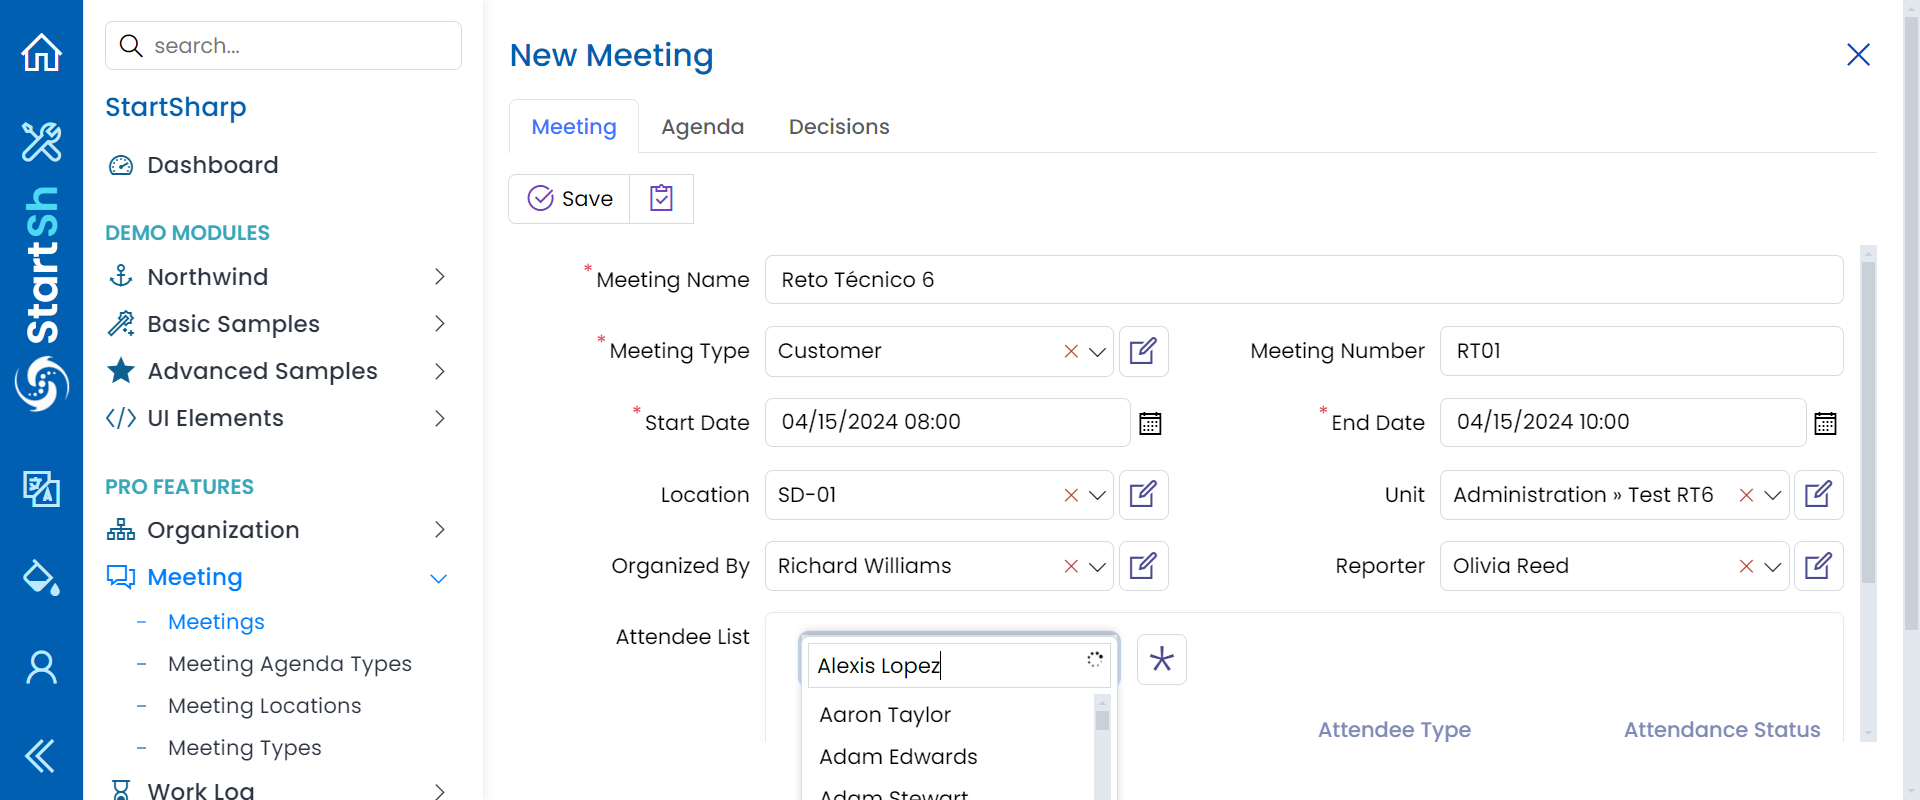 search...
StartSharp
Dashboard
DEMO MODULES
Northwind
Basic Samples
Advanced Samples
UI Elements
PRO FEATURES
Organization
Meeting
Meetings
Meeting Agenda Types
Meeting Locations
Meeting Types
Work Log
StartSh
New Meeting
Meeting Agenda Decisions
Save
* Meeting Name Reto Técnico 6
* Meeting Type Customer Meeting Number RT01
* Start Date 04/15/2024 08:00 * End Date 04/15/2024 10:00
Location SD-01 Unit Administration » Test RT6
Organized By Richard Williams Reporter Olivia Reed
Attendee List
Alexis Lopez
Aaron Taylor
Attendee Type Attendance Status
Adam Edwards
Adam Stewart